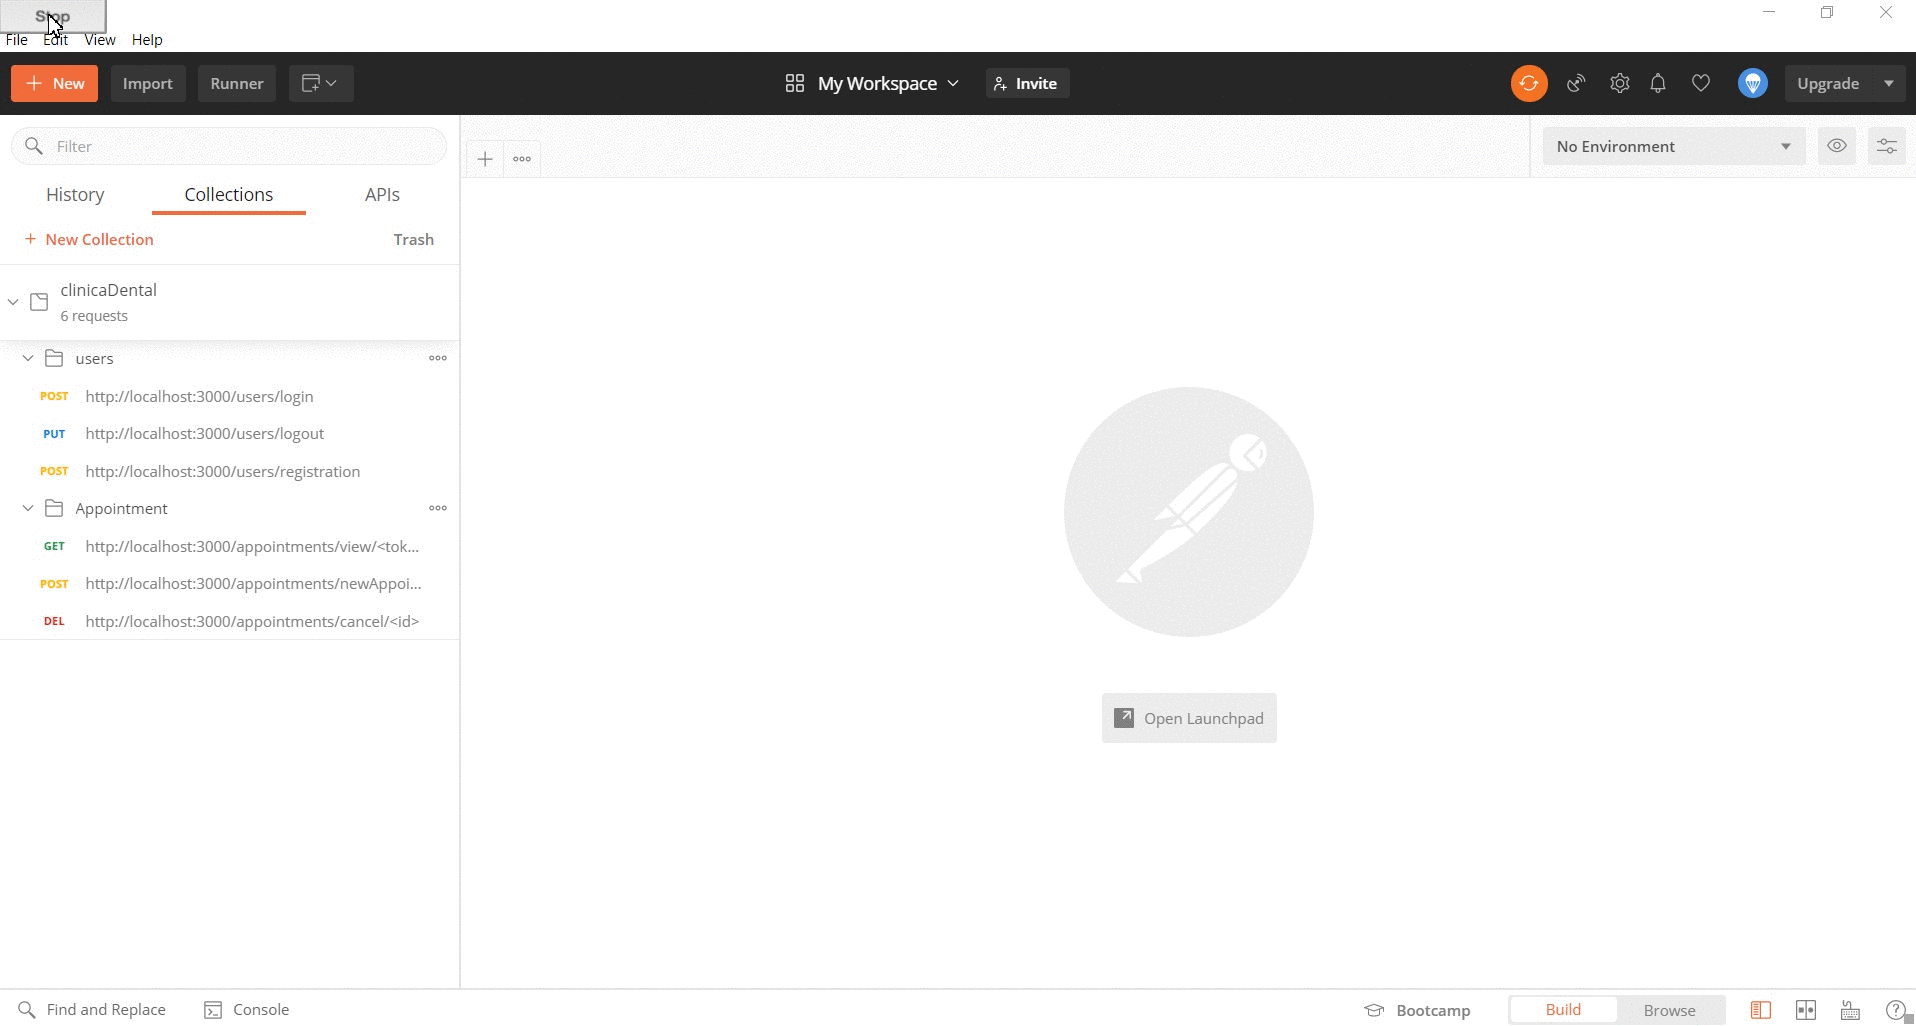 Stop
File Edit View Help
New Import Runner My Workspace Invite Upgrade
Filter No Environment
History Collections APIs
+ New Collection Trash
clinicaDental
6 requests
users
POST http://localhost:3000/users/login
PUT http://localhost:3000/users/logout
POST http://localhost:3000/users/registration
Appointment
GET http://localhost:3000/appointments/view/<tok...
POST http://localhost:3000/appointments/newAppoi...
DEL http://localhost:3000/appointments/cancel/<id>
Open Launchpad
Find and Replace Console Bootcamp Build Browse